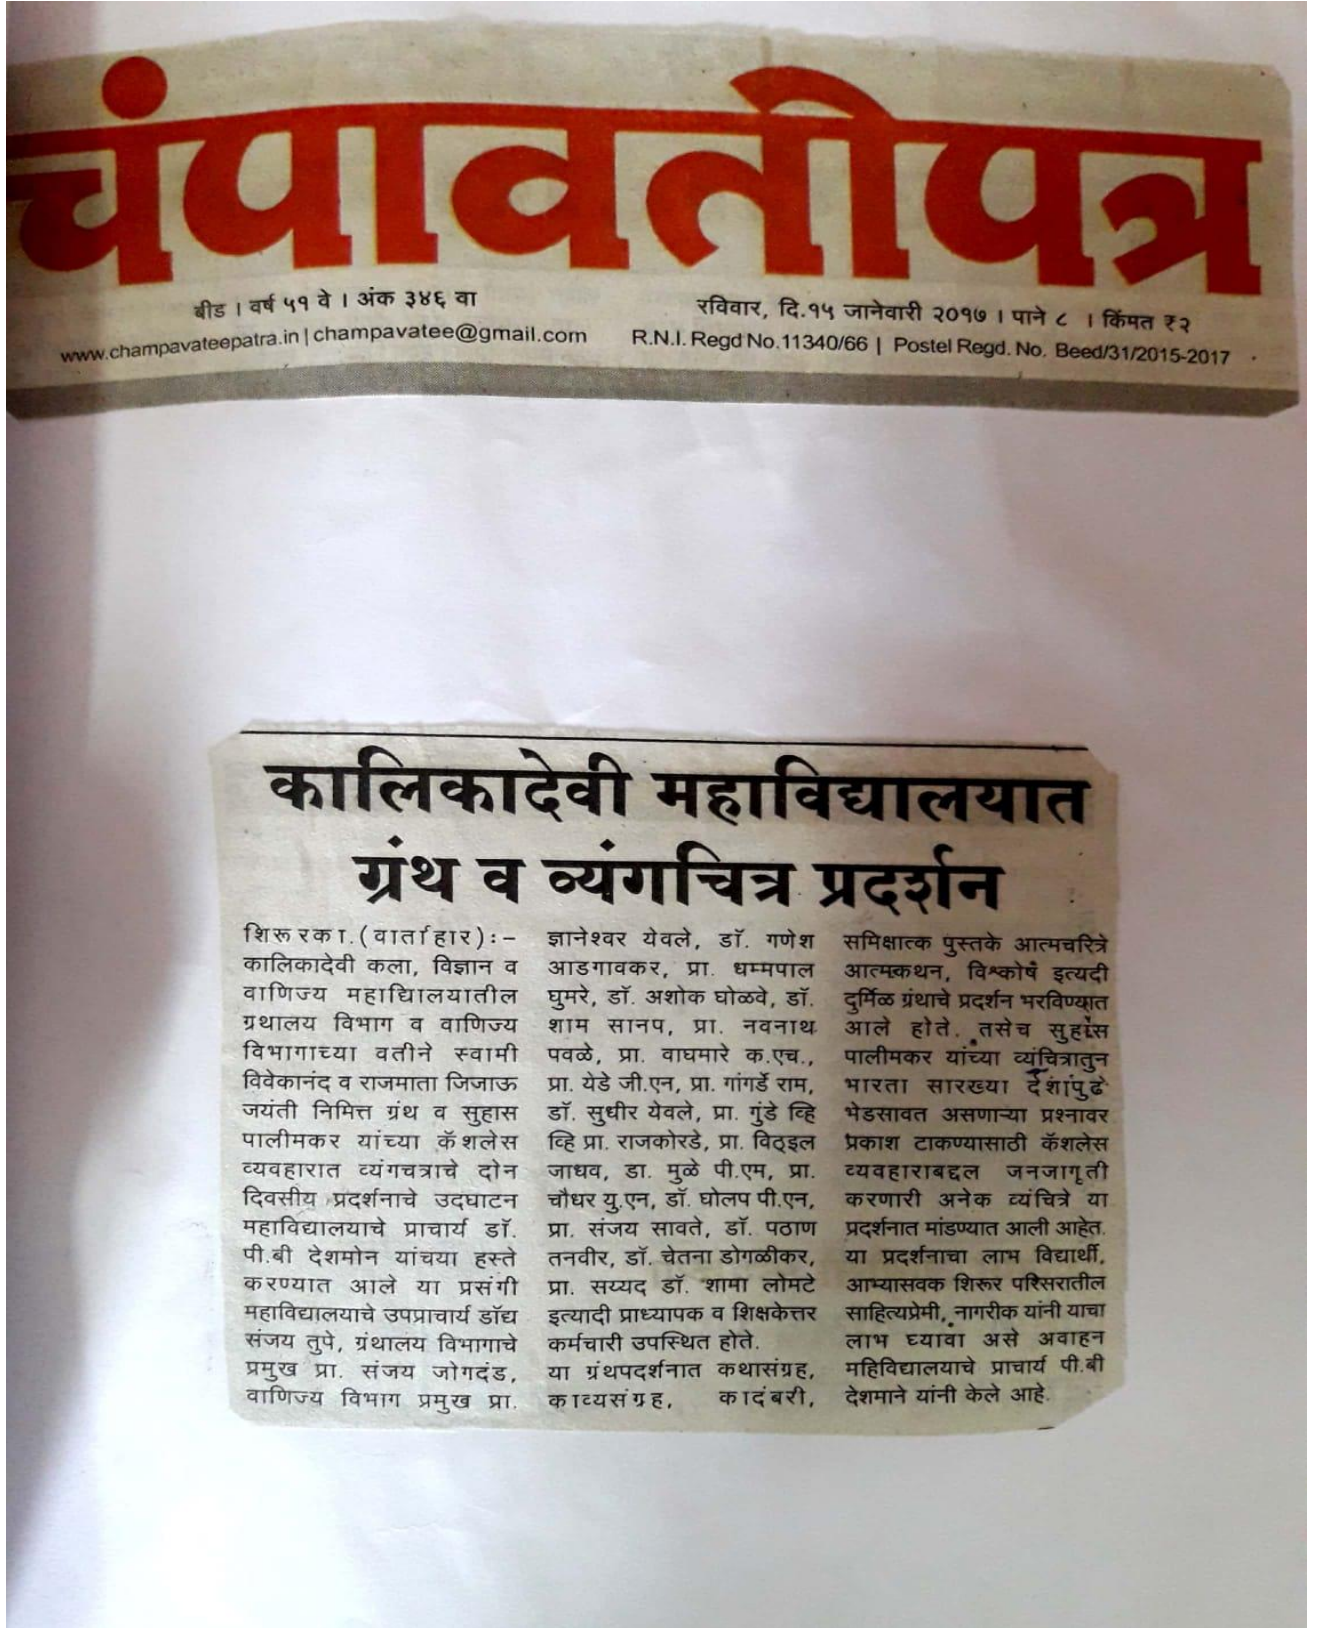 चंपावतीपत्र
बीड । वर्ष ५१ वे । अंक ३४६ वा
रविवार, दि.१५ जानेवारी २०१७ । पाने ८ । किंमत ₹२
www.champavateepatra.in | champavatee@gmail.com
R.N.I. Regd No.11340/66 | Postel Regd. No. Beed/31/2015-2017
कालिकादेवी महाविद्यालयात
ग्रंथ व व्यंगचित्र प्रदर्शन
शिरूरका.(वार्ताहार):-
कालिकादेवी कला, विज्ञान व
वाणिज्य महाद्यिालयातील
ग्रथालय विभाग व वाणिज्य
विभागाच्या वतीने स्वामी
विवेकानंद व राजमाता जिजाऊ
जयंती निमित्त ग्रंथ व सुहास
पालीमकर यांच्या कॅशलेस
व्यवहारात व्यंगचत्राचे दोन
दिवसीय प्रदर्शनाचे उदघाटन
महाविद्यालयाचे प्राचार्य डॉ.
पी.बी देशमोन यांचया हस्ते
करण्यात आले या प्रसंगी
महाविद्यालयाचे उपप्राचार्य डॉद्य
संजय तुपे, ग्रंथालय विभागाचे
प्रमुख प्रा. संजय जोगदंड,
वाणिज्य विभाग प्रमुख प्रा.
ज्ञानेश्वर येवले, डॉ. गणेश
आडगावकर, प्रा. धम्मपाल
घुमरे, डॉ. अशोक घोळवे, डॉ.
शाम सानप, प्रा. नवनाथ
पवळे, प्रा. वाघमारे क.एच.,
प्रा. येडे जी.एन, प्रा. गांगर्डे राम,
डॉ. सुधीर येवले, प्रा. गुंडे व्हि
व्हि प्रा. राजकोरडे, प्रा. विठ्इल
जाधव, डा. मुळे पी.एम, प्रा.
चौधर यु.एन, डॉ. घोलप पी.एन,
प्रा. संजय सावते, डॉ. पठाण
तनवीर, डॉ. चेतना डोगळीकर,
प्रा. सय्यद डॉ. शामा लोमटे
इत्यादी प्राध्यापक व शिक्षकेत्तर
कर्मचारी उपस्थित होते.
या ग्रंथपदर्शनात कथासंग्रह,
काव्यसंग्रह, कादंबरी,
समिक्षात्क पुस्तके आत्मचरित्रे
आत्मकथन, विश्कोष इत्यदी
दुर्मिळ ग्रंथाचे प्रदर्शन भरविण्यात
आले होते. तसेच सुहास
पालीमकर यांच्या व्यंचित्रातुन
भारता सारख्या देशांपुढे
भेडसावत असणाऱ्या प्रश्नावर
प्रकाश टाकण्यासाठी कॅशलेस
व्यवहाराबद्दल जनजागृती
करणारी अनेक व्यंचित्रे या
प्रदर्शनात मांडण्यात आली आहेत.
या प्रदर्शनाचा लाभ विद्यार्थी,
आभ्यासवक शिरूर परिसरातील
साहित्यप्रेमी, नागरीक यांनी याचा
लाभ घ्यावा असे अवाहन
महिविद्यालयाचे प्राचार्य पी.बी
देशमाने यांनी केले आहे.